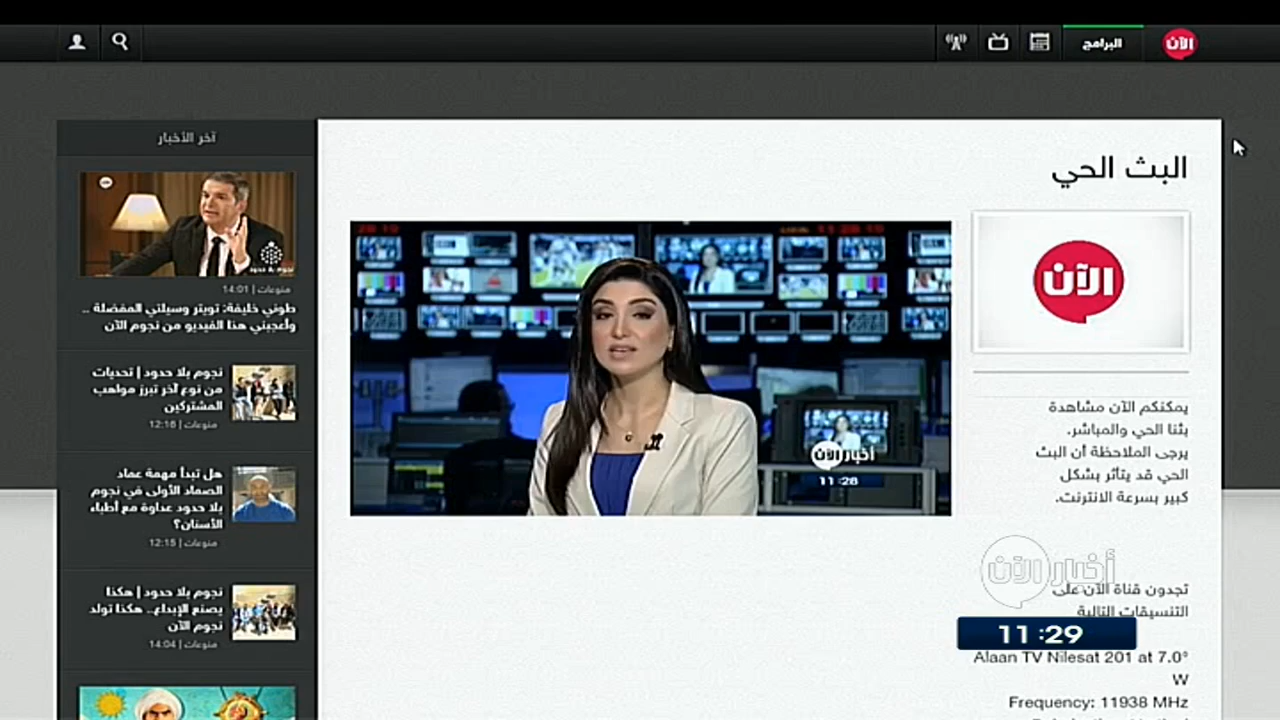 البرامج
الآن
آخر الأخبار
منوعات | 14:01
طوني خليفة: تويتر وسيلتي المفضلة ..
وأعجبني هذا الفيديو من نجوم الآن
نجوم بلا حدود | تحديات
من نوع آخر تبرز مواهب
المشتركين
منوعات | 12:16
هل تبدأ مهمة عماد
الصماد الأولى في نجوم
بلا حدود عداوة مع أطباء
الأسنان؟
منوعات | 12:15
نجوم بلا حدود | هكذا
يصنع الإبداع.. هكذا تولد
نجوم الآن
منوعات | 14:04
البث الحي
الآن
أخبار الآن
11:28
يمكنكم الآن مشاهدة
بثنا الحي والمباشر.
يرجى الملاحظة أن البث
الحي قد يتأثر بشكل
كبير بسرعة الانترنت.
أخبار الآن
تجدون قناة الآن على
التنسيقات التالية
11:29
Alaan TV Nilesat 201 at 7.0°
W
Frequency: 11938 MHz